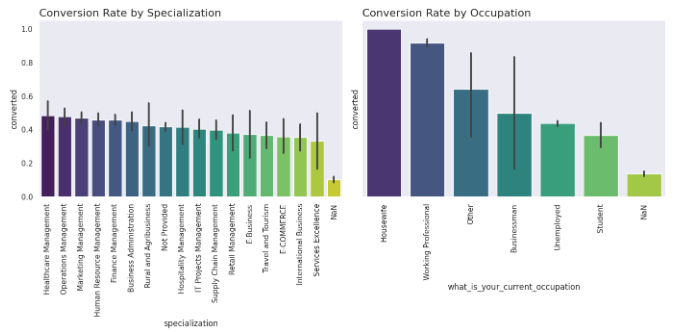 Conversion Rate by Specialization
converted
1.0
0.8
0.6
0.4
0.2
0.0
Healthcare Management
Operations Management
Marketing Management
Human Resource Management
Finance Management
Business Administration
Rural and Agribusiness
Not Provided
Hospitality Management
IT Projects Management
Supply Chain Management
Retail Management
E-Business
Travel and Tourism
E-COMMERCE
International Business
Services Excellence
NaN
specialization
Conversion Rate by Occupation
converted
Housewife
Working Professional
Other
Businessman
Unemployed
Student
NaN
what_is_your_current_occupation